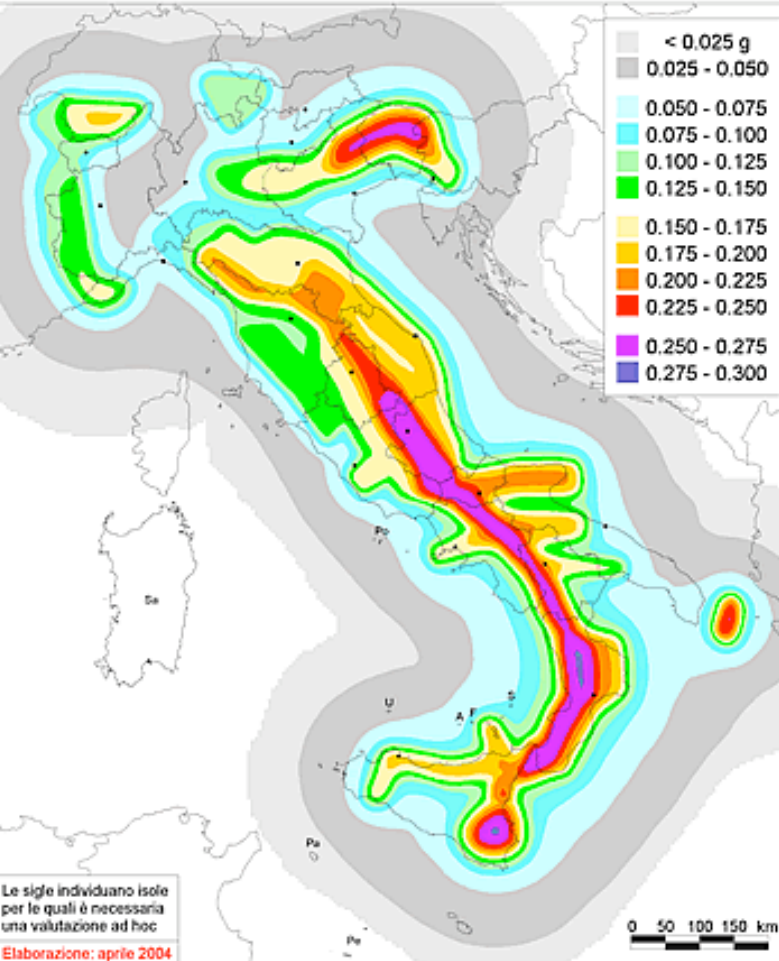 < 0.025 g
0.025 - 0.050
0.050 - 0.075
0.075 - 0.100
0.100 - 0.125
0.125 - 0.150
0.150 - 0.175
0.175 - 0.200
0.200 - 0.225
0.225 - 0.250
0.250 - 0.275
0.275 - 0.300
Po
Sa
U
S
A F
Pa
Pe
Le sigle individuano isole
per le quali è necessaria
una valutazione ad hoc
Elaborazione: aprile 2004
0 50 100 150 km